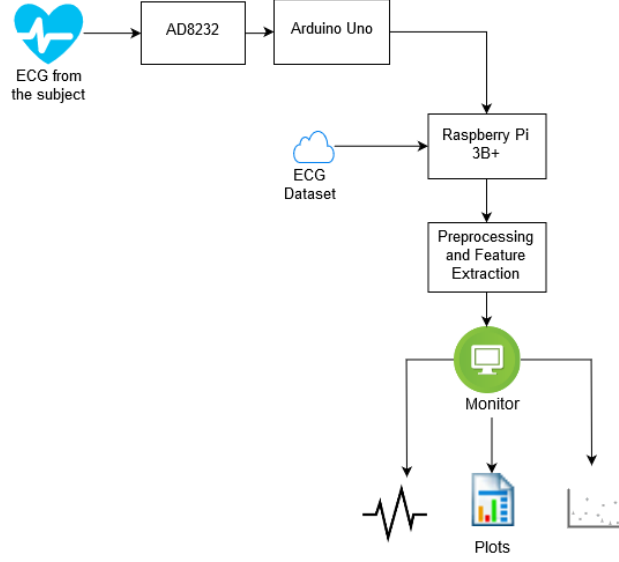 ECG from
the subject
AD8232
Arduino Uno
Raspberry Pi
3B+
ECG
Dataset
Preprocessing
and Feature
Extraction
Monitor
Plots